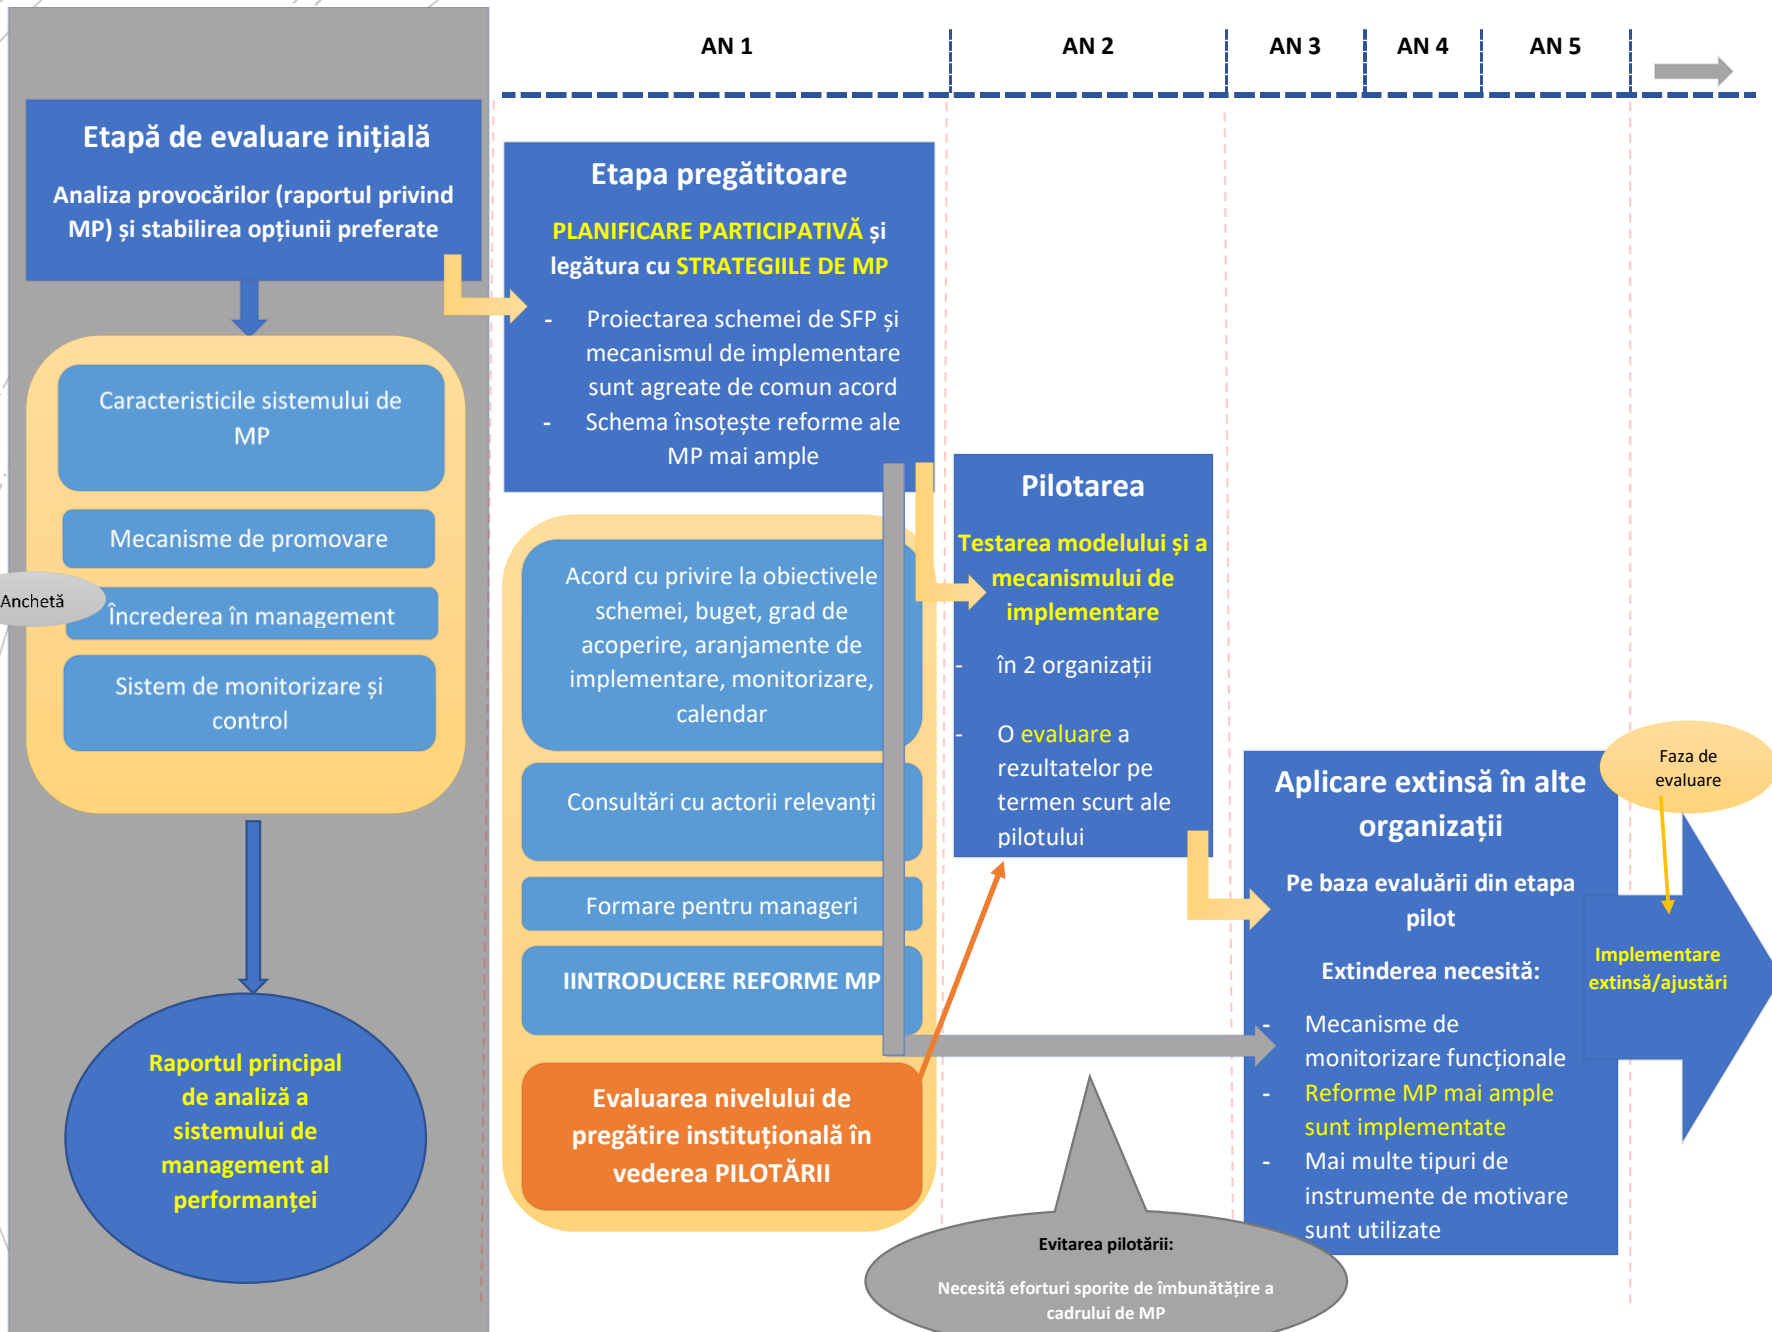 AN 1
AN 2
AN 3
AN 4
AN 5
Etapă de evaluare inițială
Analiza provocărilor (raportul privind
MP) și stabilirea opțiunii preferate
Caracteristicile sistemului de
MP
Mecanisme de promovare
Anchetă
Încrederea în management
Sistem de monitorizare și
control
Raportul principal
de analiză a
sistemului de
management al
performanței
Etapa pregătitoare
PLANIFICARE PARTICIPATIVĂ și
legătura cu STRATEGIILE DE MP
- Proiectarea schemei de SFP și
mecanismul de implementare
sunt agreate de comun acord
- Schema însoțește reforme ale
MP mai ample
Acord cu privire la obiectivele
schemei, buget, grad de
acoperire, aranjamente de
implementare, monitorizare,
calendar
Consultări cu actorii relevanți
Formare pentru manageri
IINTRODUCERE REFORME MP
Evaluarea nivelului de
pregătire instituțională în
vederea PILOTĂRII
Pilotarea
Testarea modelului și a
mecanismului de
implementare
- în 2 organizații
- O evaluare a
rezultatelor pe
termen scurt ale
pilotului
Aplicare extinsă în alte
organizații
Pe baza evaluării din etapa
pilot
Extinderea necesită:
- Mecanisme de
monitorizare funcționale
- Reforme MP mai ample
sunt implementate
- Mai multe tipuri de
instrumente de motivare
sunt utilizate
Faza de
evaluare
Implementare
extinsă/ajustări
Evitarea pilotării:
Necesită eforturi sporite de îmbunătățire a
cadrului de MP